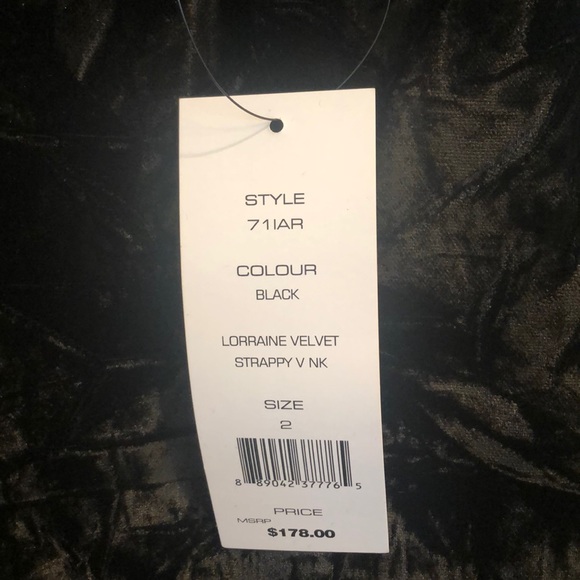 STYLE
71IAR
COLOUR
BLACK
LORRAINE VELVET
STRAPPY V NK
SIZE
2
8 89042 37776 5
PRICE
MSRP
$178.00